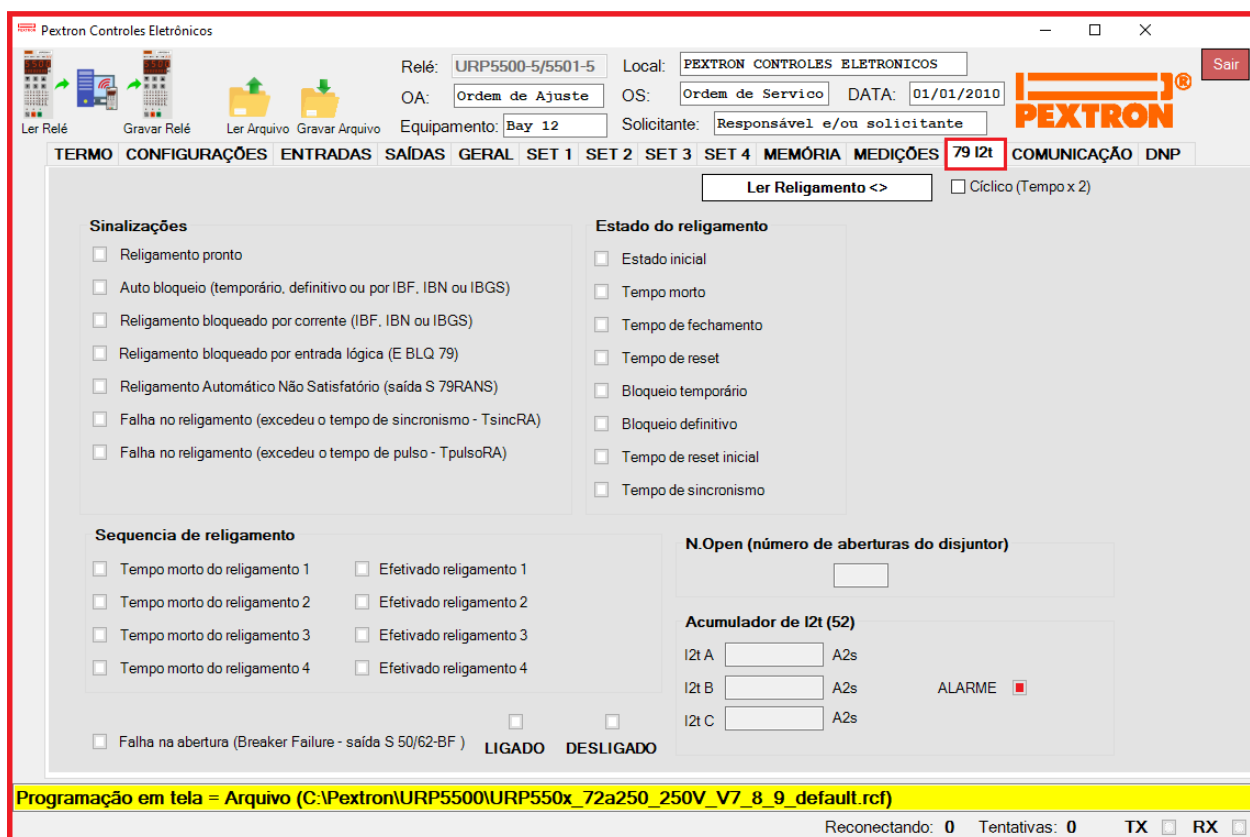 Pextron Controles Eletrônicos
Relé: URP5500-5/5501-5 Local: PEXTRON CONTROLES ELETRONICOS Sair
OA: Ordem de Ajuste OS: Ordem de Servico DATA: 01/01/2010
Equipamento: Bay 12 Solicitante: Responsável e/ou solicitante
PEXTRON ®
Ler Relé Gravar Relé Ler Arquivo Gravar Arquivo
TERMO CONFIGURAÇÕES ENTRADAS SAÍDAS GERAL SET 1 SET 2 SET 3 SET 4 MEMÓRIA MEDIÇÕES 79 I2t COMUNICAÇÃO DNP
Ler Religamento <> Cíclico (Tempo x 2)
Sinalizações
Religamento pronto
Auto bloqueio (temporário, definitivo ou por IBF, IBN ou IBGS)
Religamento bloqueado por corrente (IBF, IBN ou IBGS)
Religamento bloqueado por entrada lógica (E BLQ 79)
Religamento Automático Não Satisfatório (saída S 79RANS)
Falha no religamento (excedeu o tempo de sincronismo - TsincRA)
Falha no religamento (excedeu o tempo de pulso - TpulsoRA)
Estado do religamento
Estado inicial
Tempo morto
Tempo de fechamento
Tempo de reset
Bloqueio temporário
Bloqueio definitivo
Tempo de reset inicial
Tempo de sincronismo
Sequencia de religamento
Tempo morto do religamento 1 Efetivado religamento 1
Tempo morto do religamento 2 Efetivado religamento 2
Tempo morto do religamento 3 Efetivado religamento 3
Tempo morto do religamento 4 Efetivado religamento 4
N.Open (número de aberturas do disjuntor)
Acumulador de I2t (52)
I2t A A2s
I2t B A2s ALARME
I2t C A2s
Falha na abertura (Breaker Failure - saída S 50/62-BF ) LIGADO DESLIGADO
Programação em tela = Arquivo (C:\Pextron\URP5500\URP550x_72a250_250V_V7_8_9_default.rcf)
Reconectando: 0 Tentativas: 0 TX RX